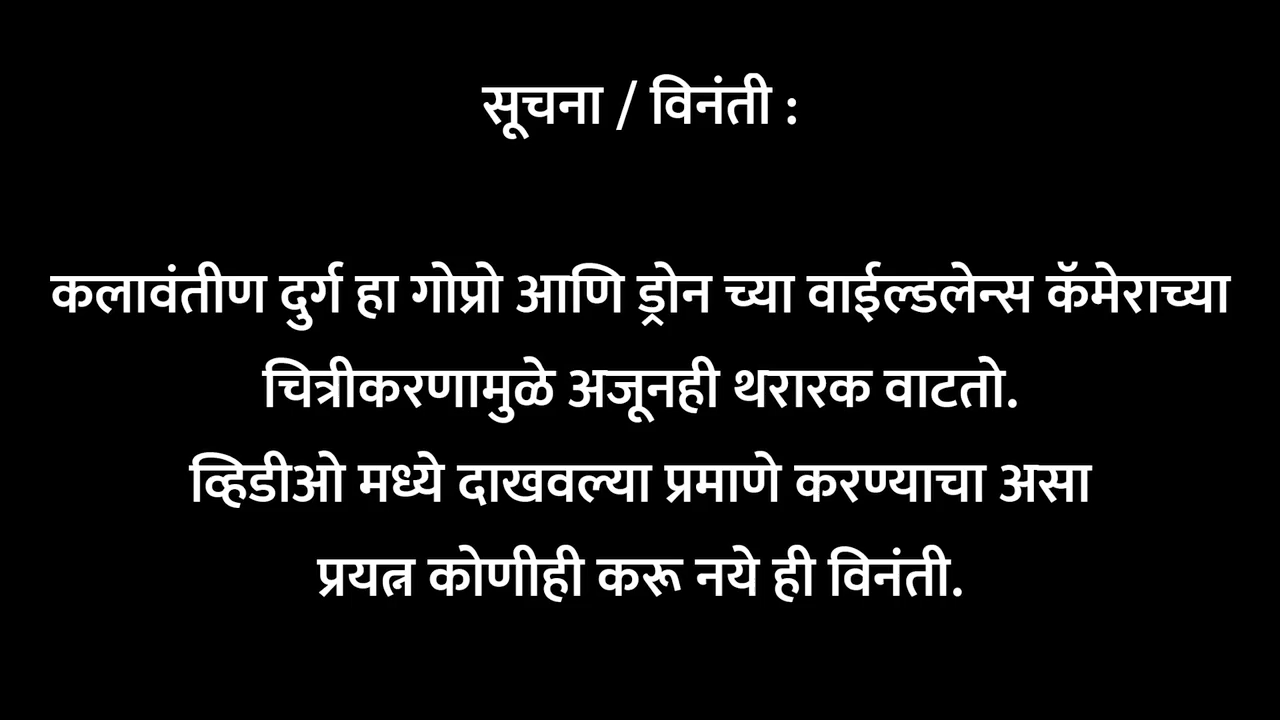 सूचना / विनंती :
कलावंतीण दुर्ग हा गोप्रो आणि ड्रोन च्या वाईल्डलेन्स कॅमेराच्या
चित्रीकरणामुळे अजूनही थरारक वाटतो.
व्हिडीओ मध्ये दाखवल्या प्रमाणे करण्याचा असा
प्रयत्न कोणीही करू नये ही विनंती.